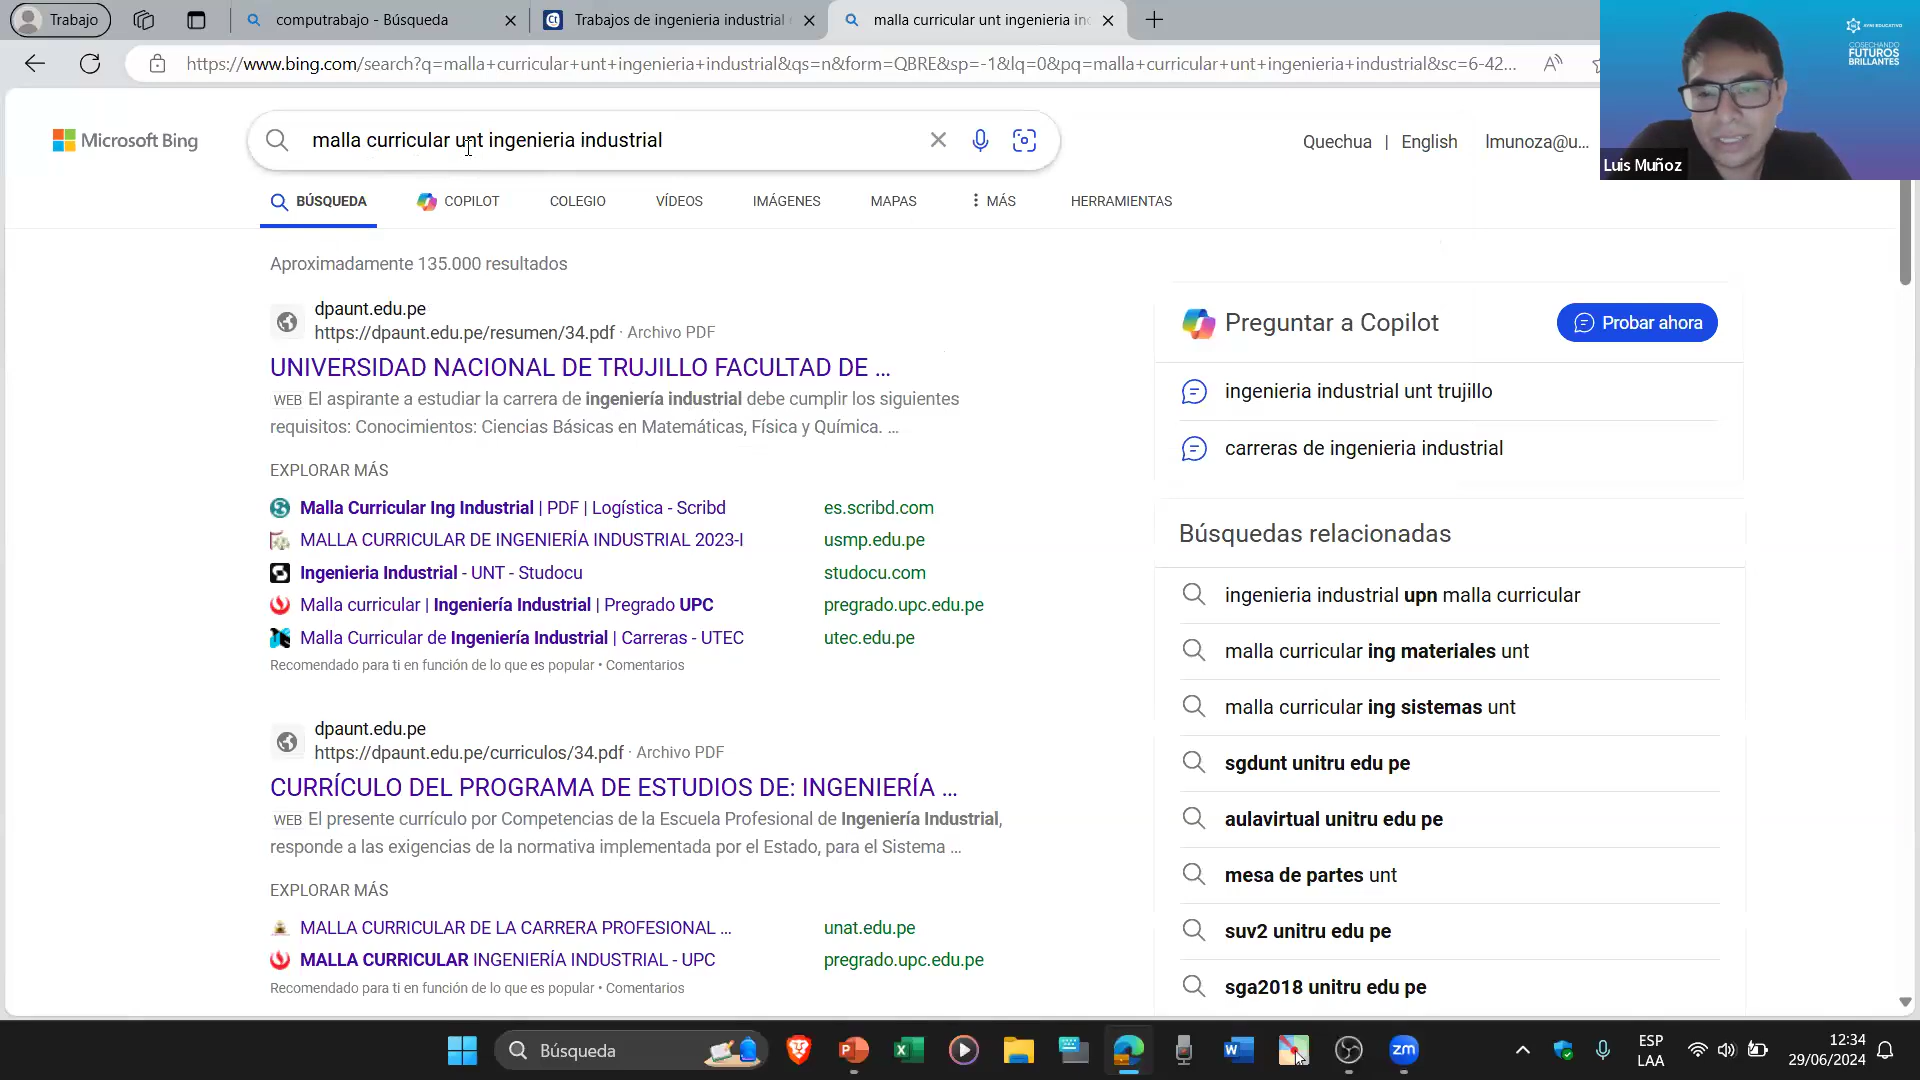 Trabajo
computrabajo - Búsqueda
Trabajos de ingenieria industrial
malla curricular unt ingenieria inc
https://www.bing.com/search?q=malla+curricular+unt+ingenieria+industrial&qs=n&form=QBRE&sp=-1&lq=0&pq=malla+curricular+unt+ingenieria+industrial&sc=6-42...
AYNI EDUCATIVO
COSECHANDO
FUTUROS
BRILLANTES
Luis Muñoz
Microsoft Bing
malla curricular unt ingenieria industrial
Quechua | English lmunoza@u...
BÚSQUEDA COPILOT COLEGIO VÍDEOS IMÁGENES MAPAS MÁS HERRAMIENTAS
Aproximadamente 135.000 resultados
dpaunt.edu.pe
https://dpaunt.edu.pe/resumen/34.pdf · Archivo PDF
UNIVERSIDAD NACIONAL DE TRUJILLO FACULTAD DE ...
WEB El aspirante a estudiar la carrera de ingeniería industrial debe cumplir los siguientes
requisitos: Conocimientos: Ciencias Básicas en Matemáticas, Física y Química. ...
EXPLORAR MÁS
Malla Curricular Ing Industrial | PDF | Logística - Scribd es.scribd.com
MALLA CURRICULAR DE INGENIERÍA INDUSTRIAL 2023-I usmp.edu.pe
Ingenieria Industrial - UNT - Studocu studocu.com
Malla curricular | Ingeniería Industrial | Pregrado UPC pregrado.upc.edu.pe
Malla Curricular de Ingeniería Industrial | Carreras - UTEC utec.edu.pe
Recomendado para ti en función de lo que es popular • Comentarios
dpaunt.edu.pe
https://dpaunt.edu.pe/curriculos/34.pdf · Archivo PDF
CURRÍCULO DEL PROGRAMA DE ESTUDIOS DE: INGENIERÍA ...
WEB El presente currículo por Competencias de la Escuela Profesional de Ingeniería Industrial,
responde a las exigencias de la normativa implementada por el Estado, para el Sistema ...
EXPLORAR MÁS
MALLA CURRICULAR DE LA CARRERA PROFESIONAL ... unat.edu.pe
MALLA CURRICULAR INGENIERÍA INDUSTRIAL - UPC pregrado.upc.edu.pe
Recomendado para ti en función de lo que es popular • Comentarios
Preguntar a Copilot
Probar ahora
ingenieria industrial unt trujillo
carreras de ingenieria industrial
Búsquedas relacionadas
ingenieria industrial upn malla curricular
malla curricular ing materiales unt
malla curricular ing sistemas unt
sgdunt unitru edu pe
aulavirtual unitru edu pe
mesa de partes unt
suv2 unitru edu pe
sga2018 unitru edu pe
Búsqueda
zm
ESP
LAA
12:34
29/06/2024